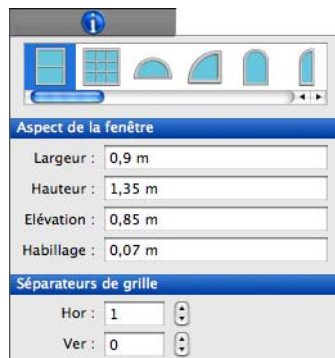 Aspect de la fenêtre
Largeur : 0,9 m
Hauteur : 1,35 m
Elévation : 0,85 m
Habillage : 0,07 m
Séparateurs de grille
Hor : 1
Ver : 0